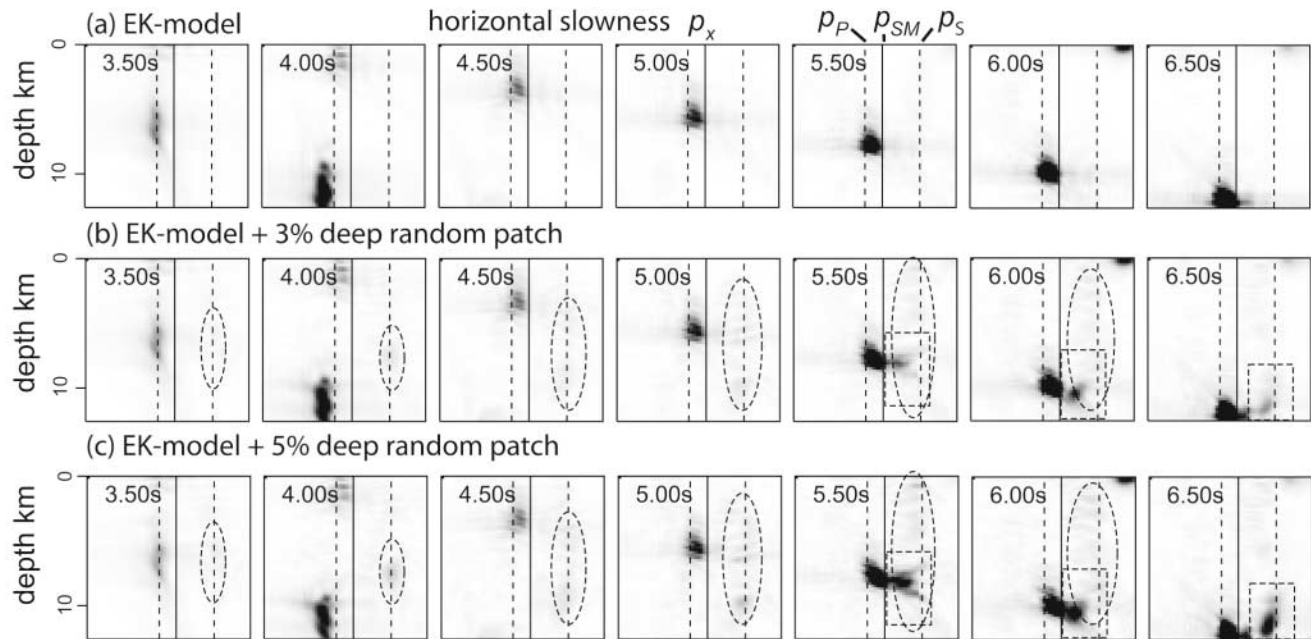 (a) EK-model horizontal slowness p_x p_P p_SM p_S
depth km 0 10
3.50s 4.00s 4.50s 5.00s 5.50s 6.00s 6.50s
(b) EK-model + 3% deep random patch
depth km 0 10
3.50s 4.00s 4.50s 5.00s 5.50s 6.00s 6.50s
(c) EK-model + 5% deep random patch
depth km 0 10
3.50s 4.00s 4.50s 5.00s 5.50s 6.00s 6.50s